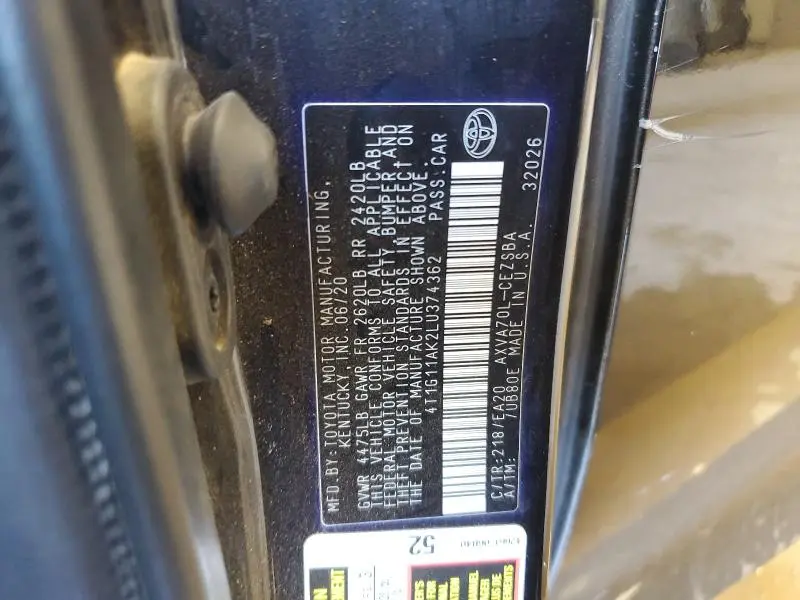 MFD BY: TOYOTA MOTOR MANUFACTURING,
KENTUCKY, INC. 06/20
GVWR 4475LB GAWR FR 2620LB RR 2420LB
THIS VEHICLE CONFORMS TO ALL APPLICABLE
FEDERAL MOTOR VEHICLE SAFETY, BUMPER AND
THEFT PREVENTION STANDARDS IN EFFECT ON
THE DATE OF MANUFACTURE SHOWN ABOVE.
4T1G11AK2LU374362 PASS.CAR
C/TR:218/EA20 AXVA70L-CEZSBA
A/TM: 7UB80E MADE IN U.S.A.
32026
52